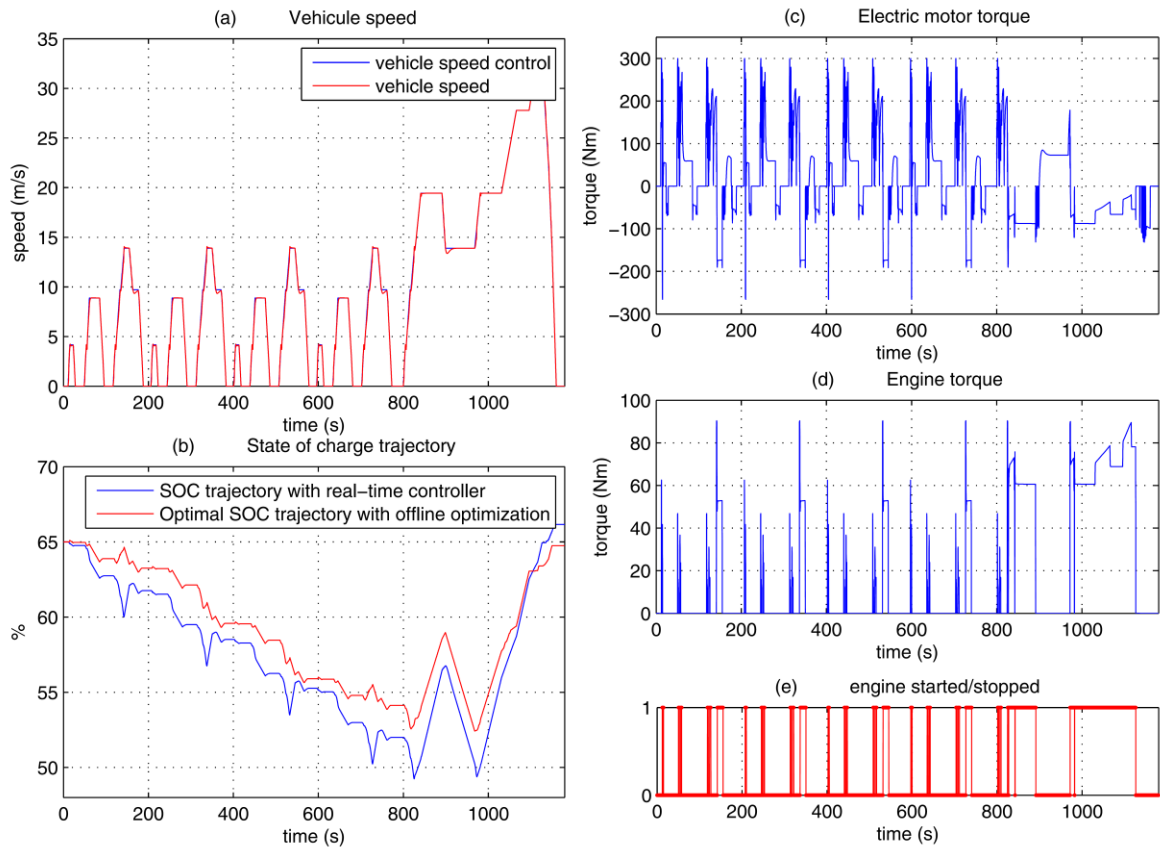 (a) Vehicule speed
35
30
25
20
15
10
5
0
speed (m/s)
vehicle speed control
vehicle speed
0 200 400 600 800 1000
time (s)
(b) State of charge trajectory
70
65
60
55
50
%
SOC trajectory with real-time controller
Optimal SOC trajectory with offline optimization
0 200 400 600 800 1000
time (s)
(c) Electric motor torque
300
200
100
0
−100
−200
−300
torque (Nm)
0 200 400 600 800 1000
time (s)
(d) Engine torque
100
80
60
40
20
0
torque (Nm)
0 200 400 600 800 1000
time (s)
(e) engine started/stopped
1
0
0 200 400 600 800 1000
time (s)